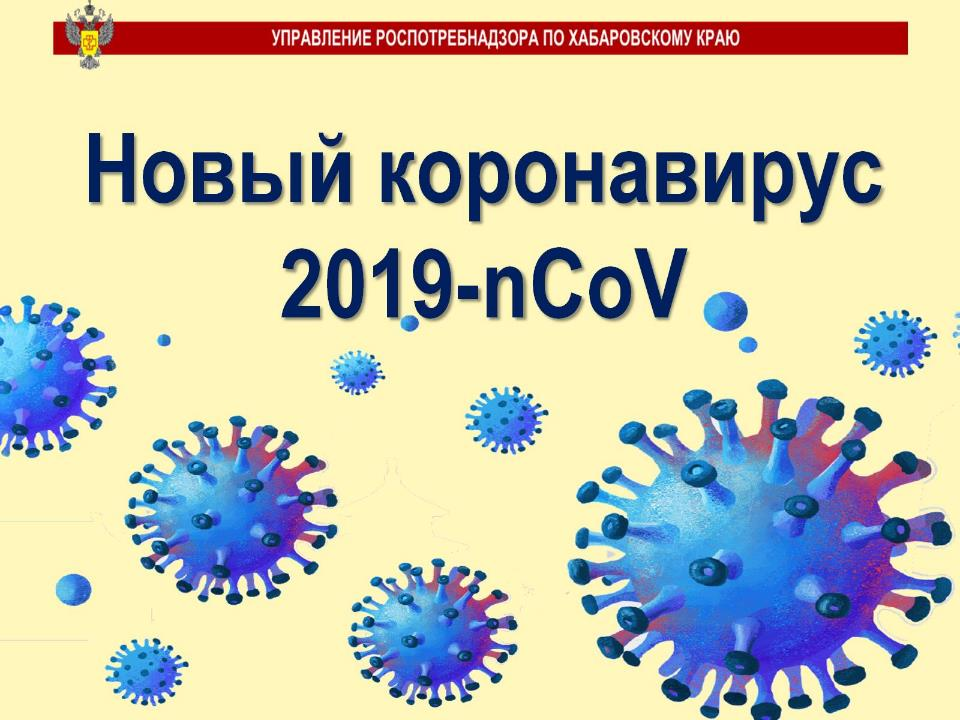 УПРАВЛЕНИЕ РОСПОТРЕБНАДЗОРА ПО ХАБАРОВСКОМУ КРАЮ
Новый коронавирус
2019-nCoV